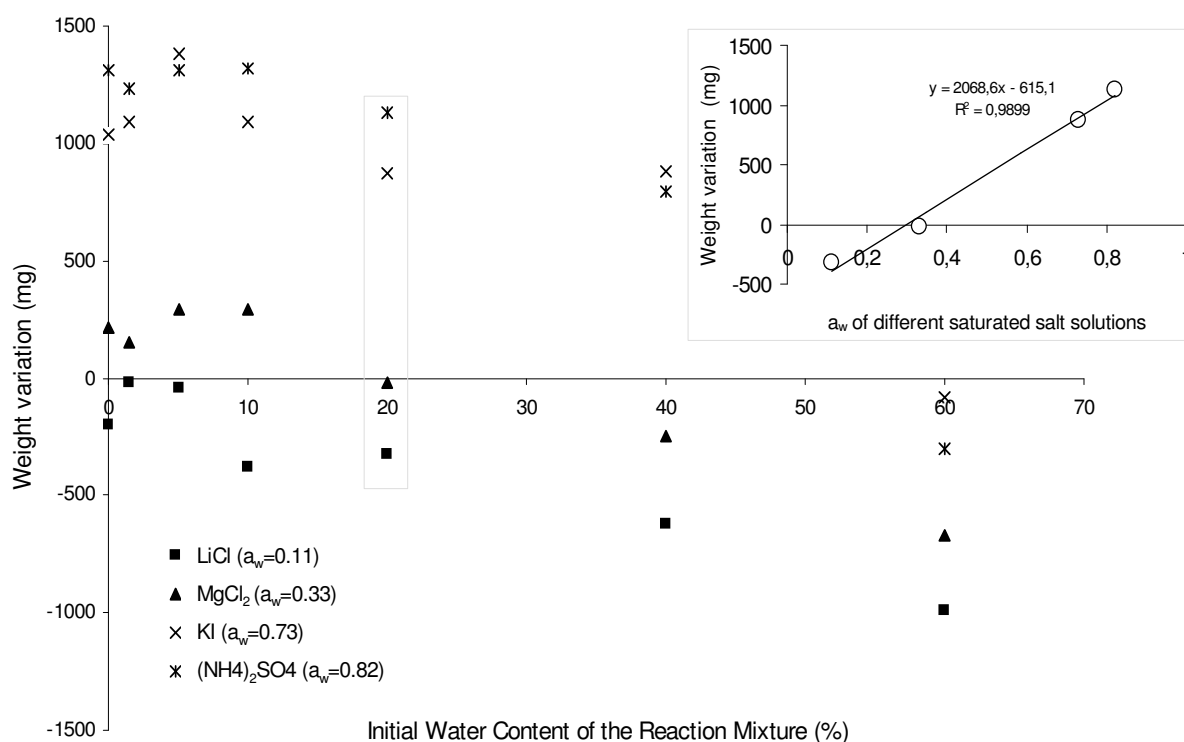 1500
1000
500
0
-500
-1000
-1500
Weight variation (mg)
0 10 20 30 40 50 60 70
Initial Water Content of the Reaction Mixture (%)
LiCl (aw=0.11)
MgCl2 (aw=0.33)
KI (aw=0.73)
(NH4)2SO4 (aw=0.82)
1500
1000
500
0
-500
Weight variation (mg)
y = 2068,6x - 615,1
R² = 0,9899
0 0,2 0,4 0,6 0,8 1
aw of different saturated salt solutions